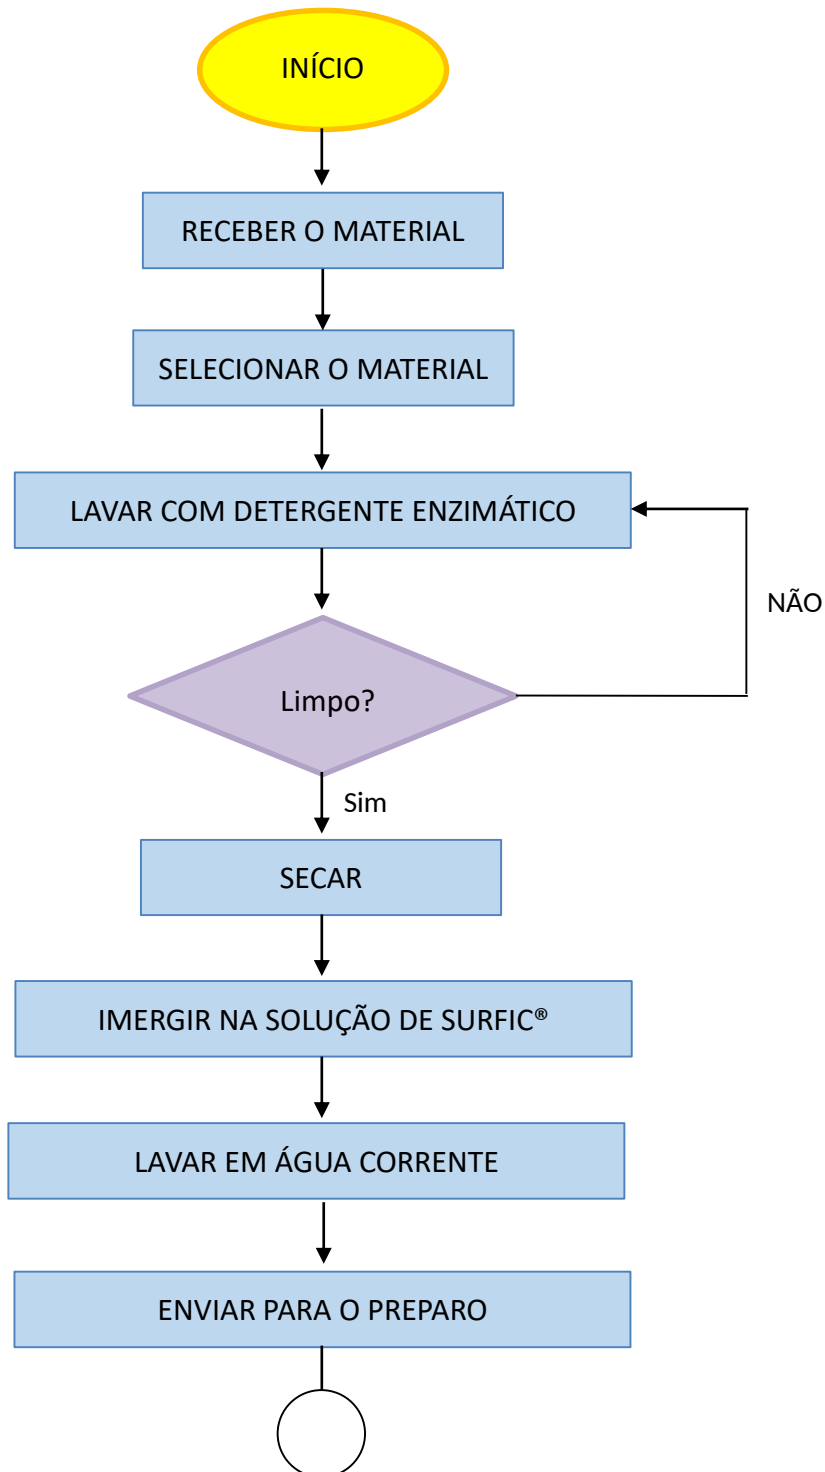 INÍCIO
RECEBER O MATERIAL
SELECIONAR O MATERIAL
LAVAR COM DETERGENTE ENZIMÁTICO
NÃO
Limpo?
Sim
SECAR
IMERGIR NA SOLUÇÃO DE SURFIC®
LAVAR EM ÁGUA CORRENTE
ENVIAR PARA O PREPARO